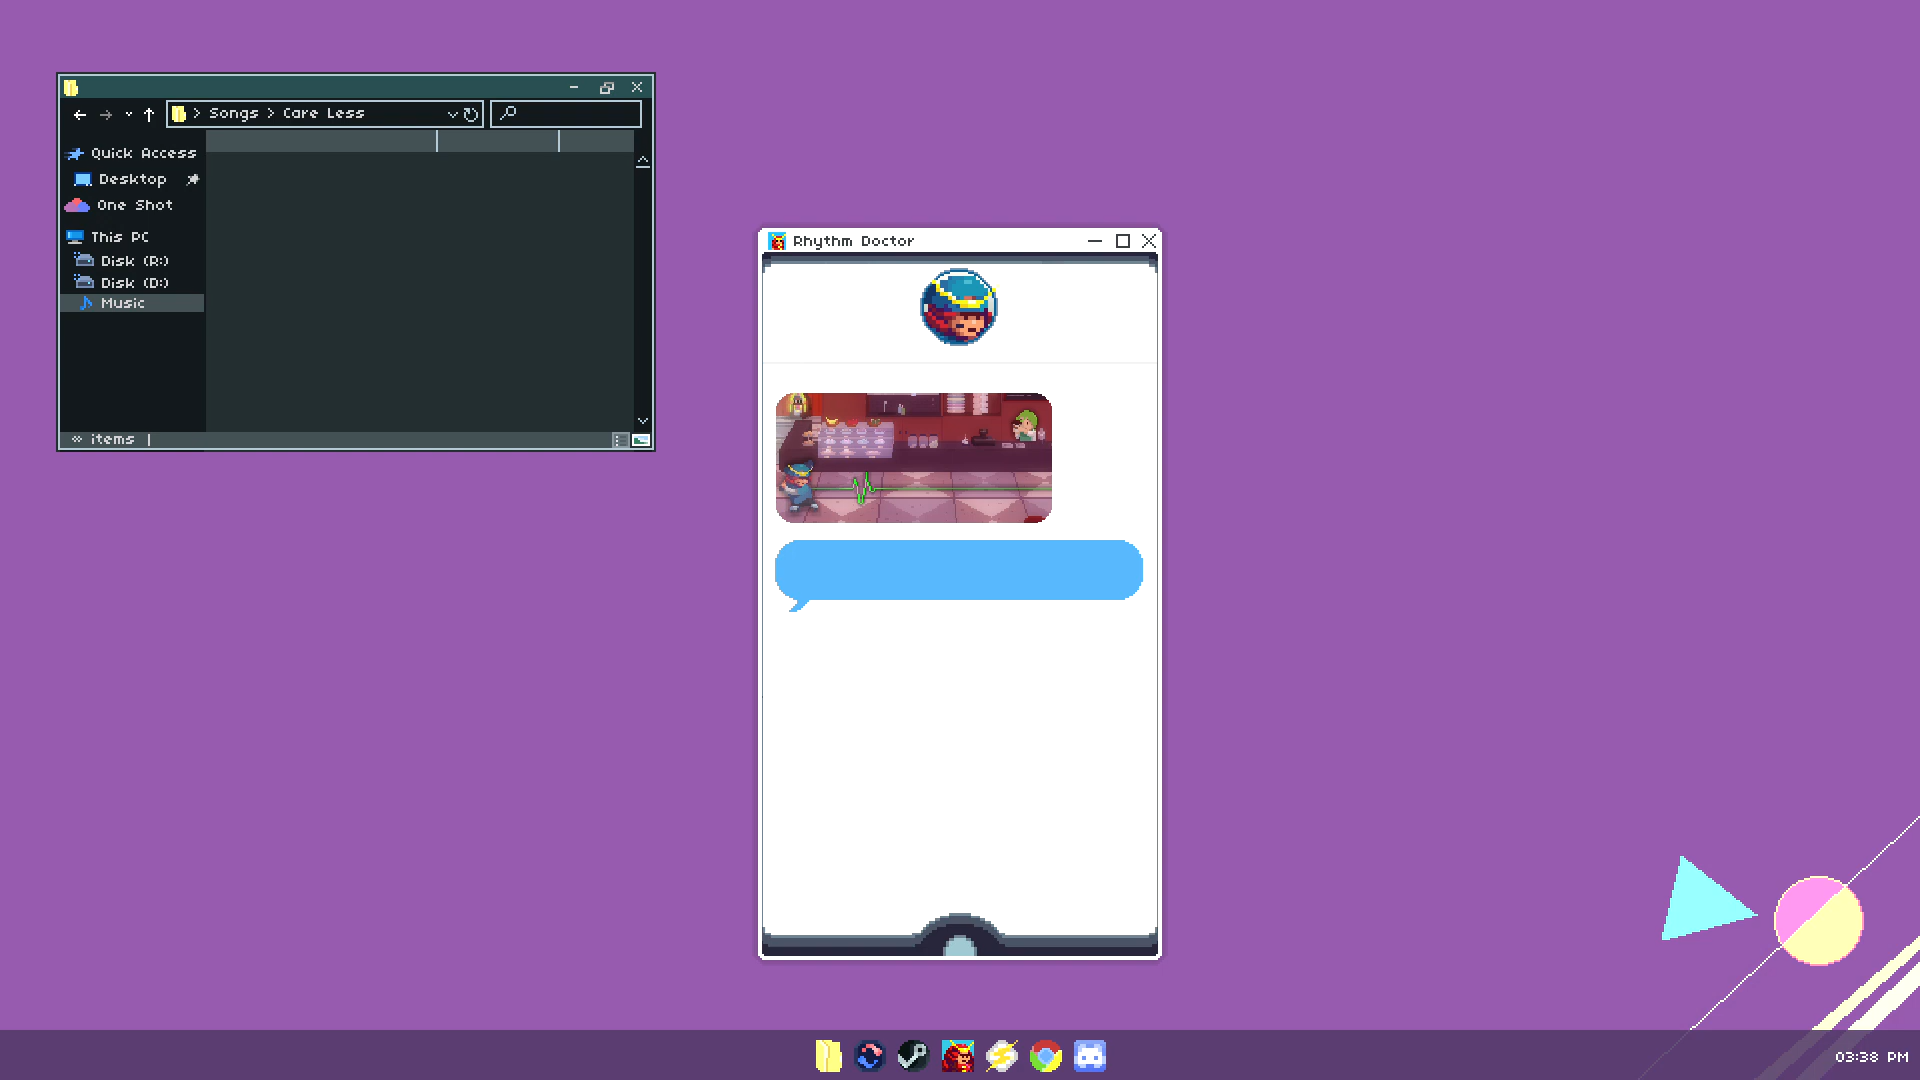 Songs > Care Less
Quick Access
Desktop
One Shot
This PC
Disk (R:)
Disk (D:)
Music
∞ items |
Rhythm Doctor
03:38 PM